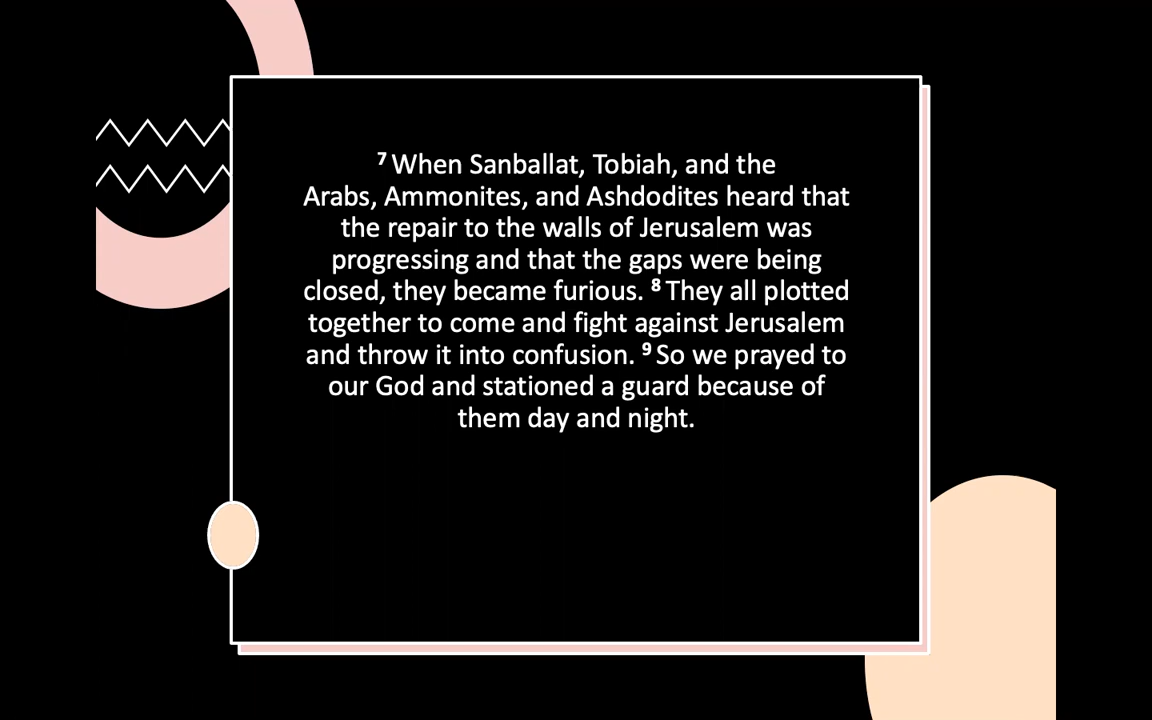 7 When Sanballat, Tobiah, and the
Arabs, Ammonites, and Ashdodites heard that
the repair to the walls of Jerusalem was
progressing and that the gaps were being
closed, they became furious. 8 They all plotted
together to come and fight against Jerusalem
and throw it into confusion. 9 So we prayed to
our God and stationed a guard because of
them day and night.